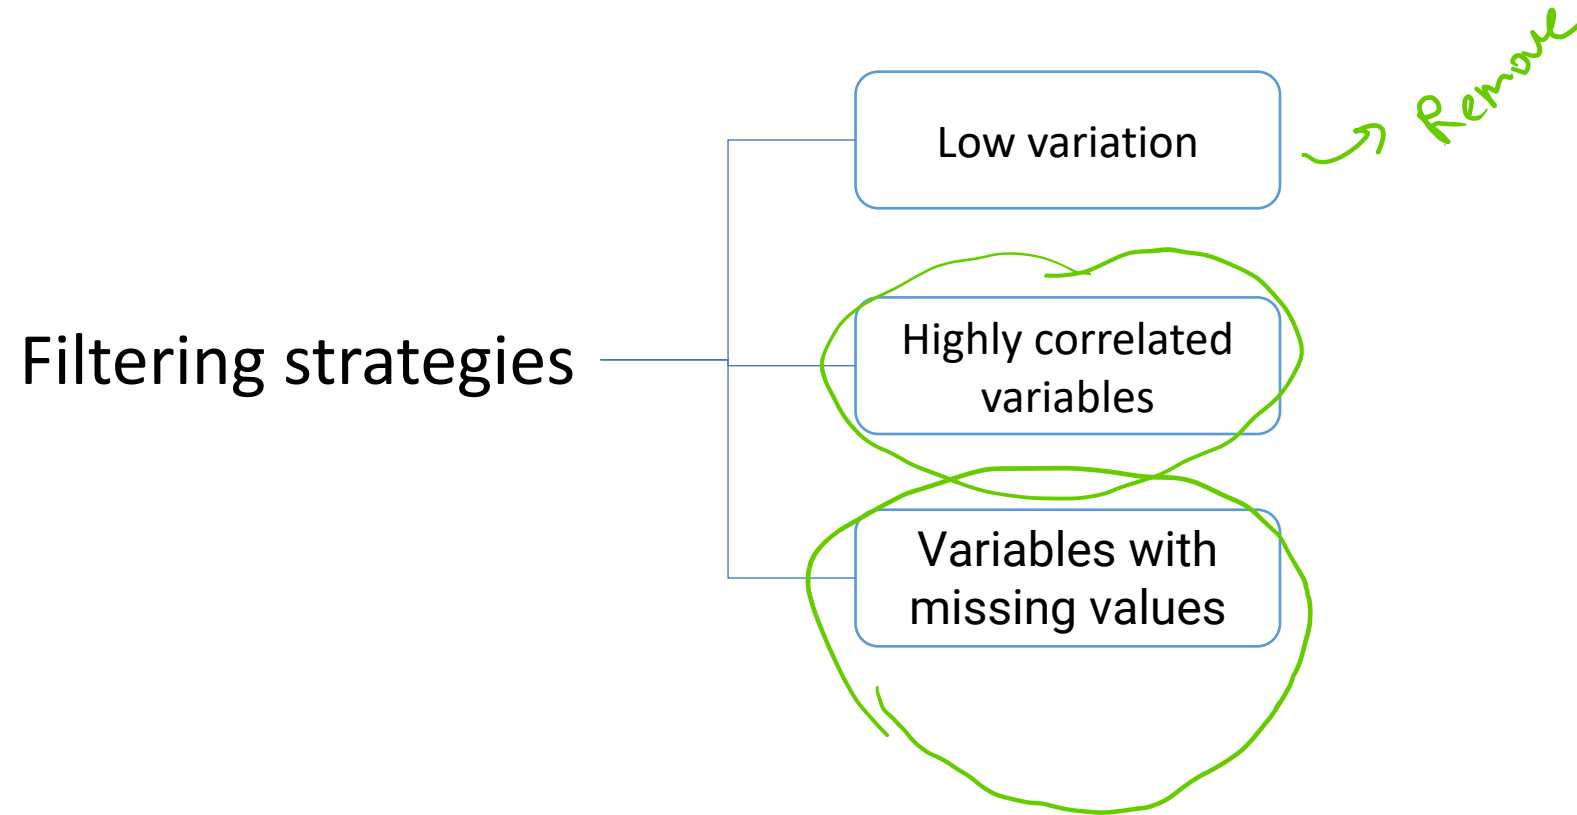 Remove
Low variation
Filtering strategies
Highly correlated
variables
Variables with
missing values